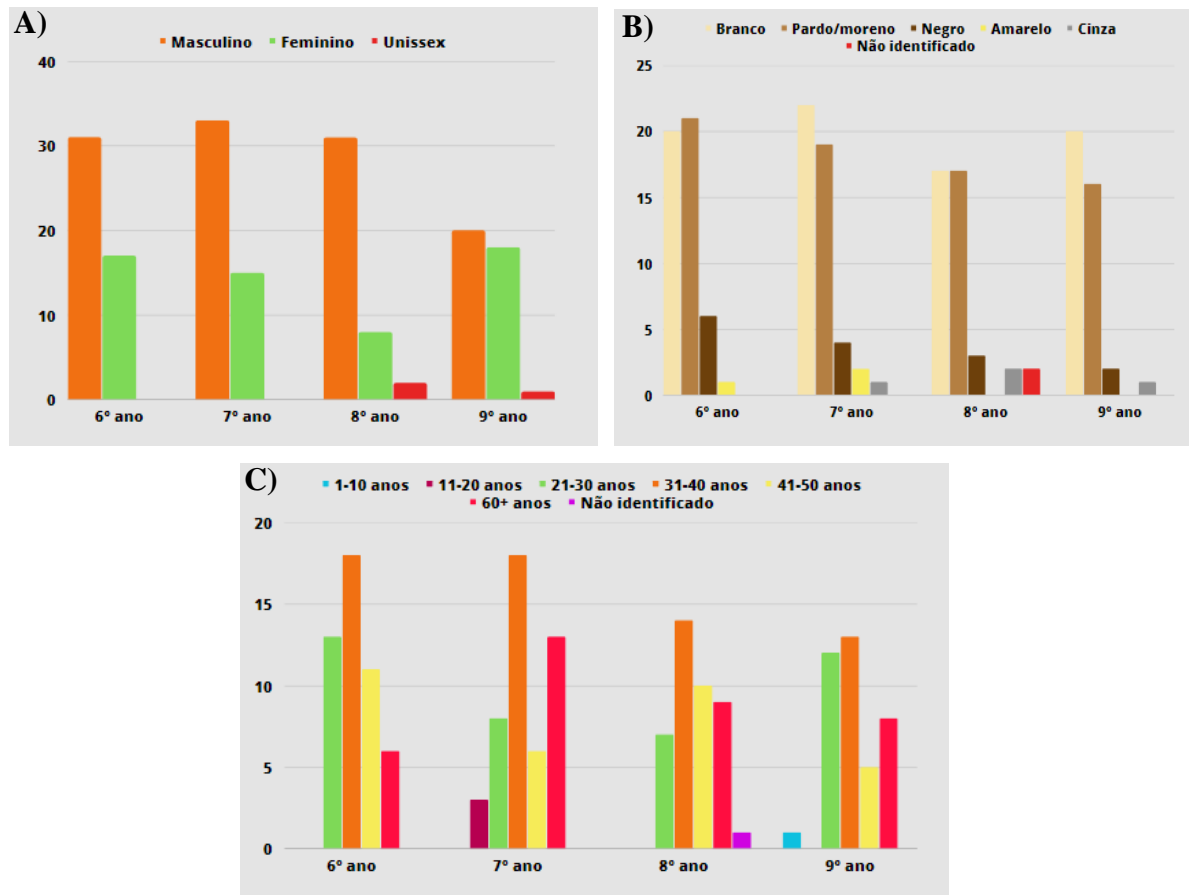 A)
Masculino Feminino Unissex
40
30
20
10
0
6º ano 7º ano 8º ano 9º ano
B)
Branco Pardo/moreno Negro Amarelo Cinza
Não identificado
25
20
15
10
5
0
6º ano 7º ano 8º ano 9º ano
C)
1-10 anos 11-20 anos 21-30 anos 31-40 anos 41-50 anos
60+ anos Não identificado
20
15
10
5
0
6º ano 7º ano 8º ano 9º ano